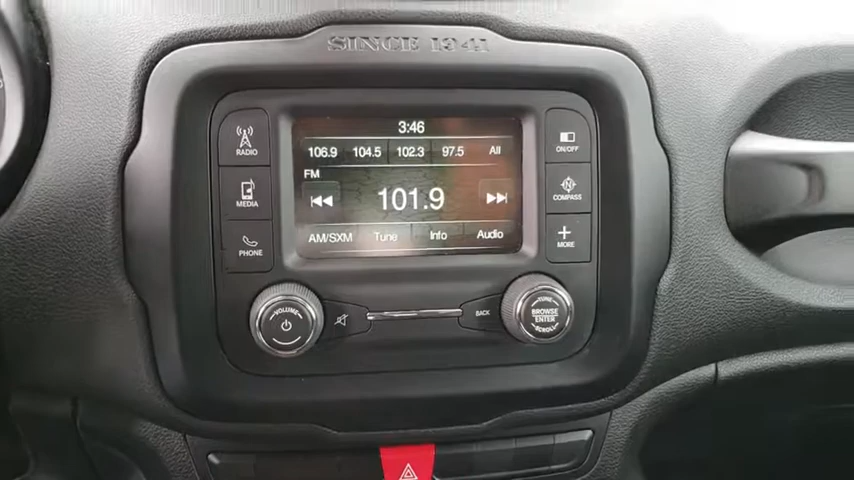 SINCE 1941
3:46
106.9 104.5 102.3 97.5 All
FM
101.9
AM/SXM Tune Info Audio
RADIO
MEDIA
PHONE
ON/OFF
N
COMPASS
MORE
VOLUME
BACK
TUNE
BROWSE
ENTER
SCROLL